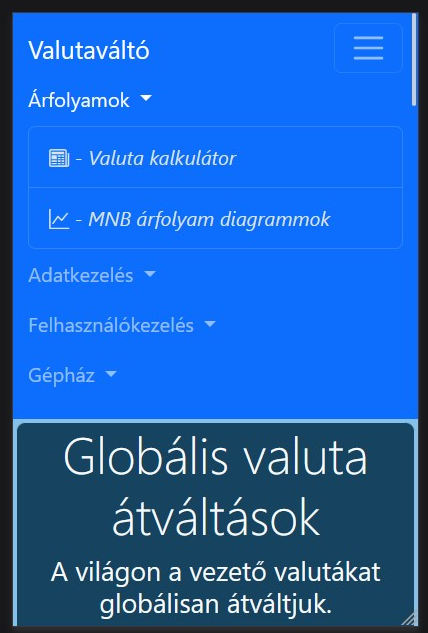 Valutaváltó
Árfolyamok
- Valuta kalkulátor
- MNB árfolyam diagrammok
Adatkezelés
Felhasználókezelés
Gépház
Globális valuta
átváltások
A világon a vezető valutákat
globálisan átváltjuk.